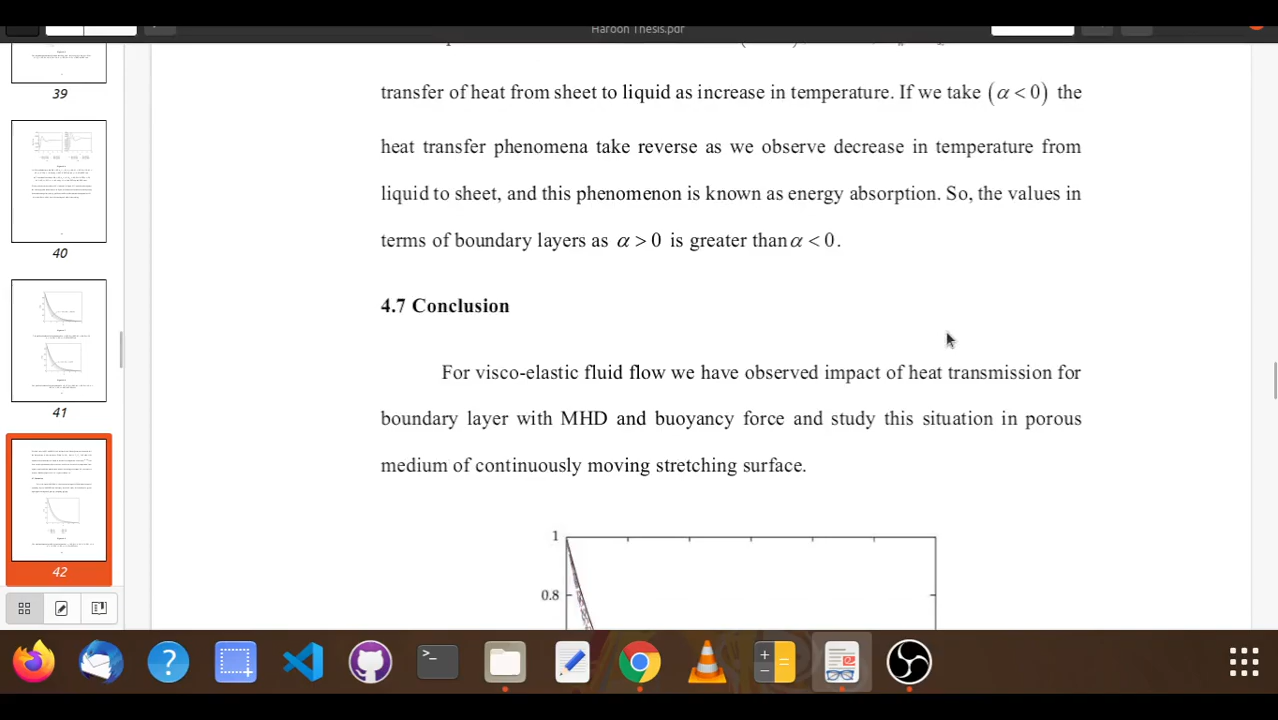 Haroon Thesis.pdf
39
40
41
42
transfer of heat from sheet to liquid as increase in temperature. If we take (α < 0) the
heat transfer phenomena take reverse as we observe decrease in temperature from
liquid to sheet, and this phenomenon is known as energy absorption. So, the values in
terms of boundary layers as α > 0 is greater than α < 0.
4.7 Conclusion
For visco-elastic fluid flow we have observed impact of heat transmission for
boundary layer with MHD and buoyancy force and study this situation in porous
medium of continuously moving stretching surface.
1
0.8